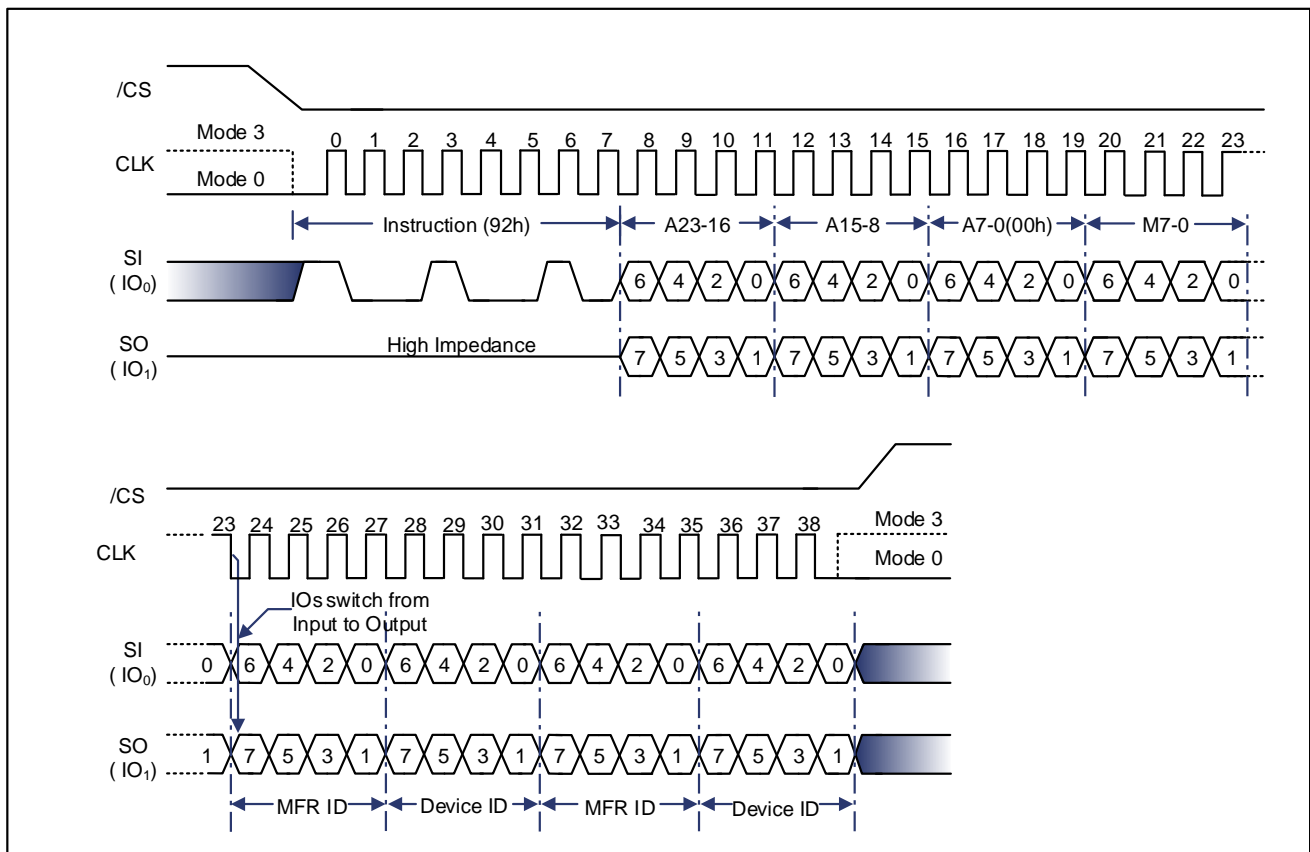 /CS
Mode 3
0 1 2 3 4 5 6 7 8 9 10 11 12 13 14 15 16 17 18 19 20 21 22 23
CLK
Mode 0
Instruction (92h) A23-16 A15-8 A7-0(00h) M7-0
SI
( IO₀)
6 4 2 0 6 4 2 0 6 4 2 0 6 4 2 0
SO
( IO₁)
High Impedance
7 5 3 1 7 5 3 1 7 5 3 1 7 5 3 1
/CS
23 24 25 26 27 28 29 30 31 32 33 34 35 36 37 38
Mode 3
CLK
Mode 0
IOs switch from
Input to Output
SI
( IO₀)
0 6 4 2 0 6 4 2 0 6 4 2 0 6 4 2 0
SO
( IO₁)
1 7 5 3 1 7 5 3 1 7 5 3 1 7 5 3 1
MFR ID Device ID MFR ID Device ID